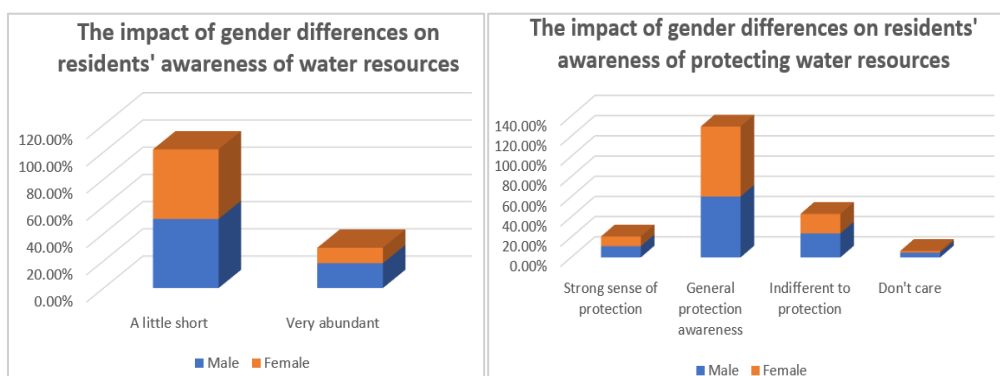 The impact of gender differences on
residents' awareness of water resources
120.00%
100.00%
80.00%
60.00%
40.00%
20.00%
0.00%
A little short
Very abundant
Male
Female
The impact of gender differences on residents'
awareness of protecting water resources
140.00%
120.00%
100.00%
80.00%
60.00%
40.00%
20.00%
0.00%
Strong sense of
protection
General
protection
awareness
Indifferent to
protection
Don't care
Male
Female